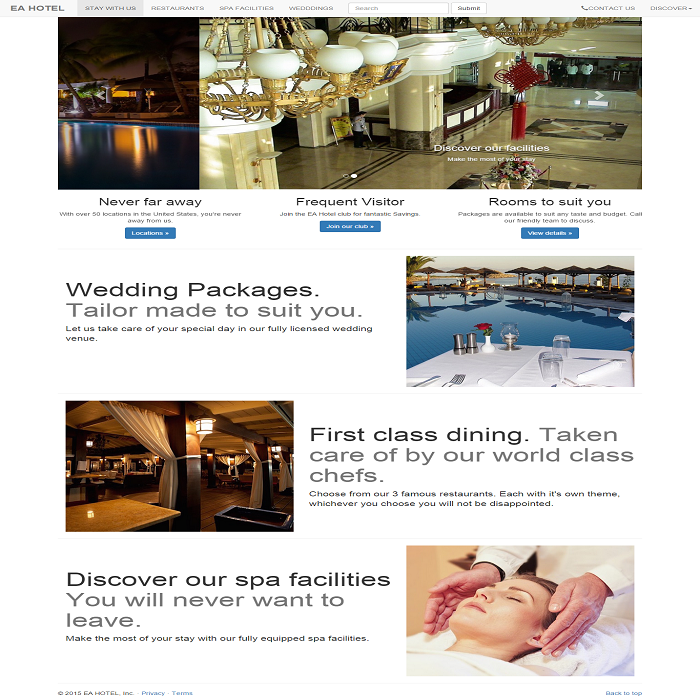 EA HOTEL STAY WITH US RESTAURANTS SPA FACILITIES WEDDINGS Search Submit CONTACT US DISCOVER
Discover our facilities
Make the most of your stay
Never far away
With over 50 locations in the United States, you're never
away from us.
Locations »
Frequent Visitor
Join the EA Hotel club for fantastic Savings.
Join our club »
Rooms to suit you
Packages are available to suit any taste and budget. Call
our friendly team to discuss.
View details »
Wedding Packages.
Tailor made to suit you.
Let us take care of your special day in our fully licensed wedding
venue.
First class dining. Taken
care of by our world class
chefs.
Choose from our 3 famous restaurants. Each with it's own theme,
whichever you choose you will not be disappointed.
Discover our spa facilities
You will never want to
leave.
Make the most of your stay with our fully equipped spa facilities.
© 2015 EA HOTEL, Inc. · Privacy · Terms Back to top